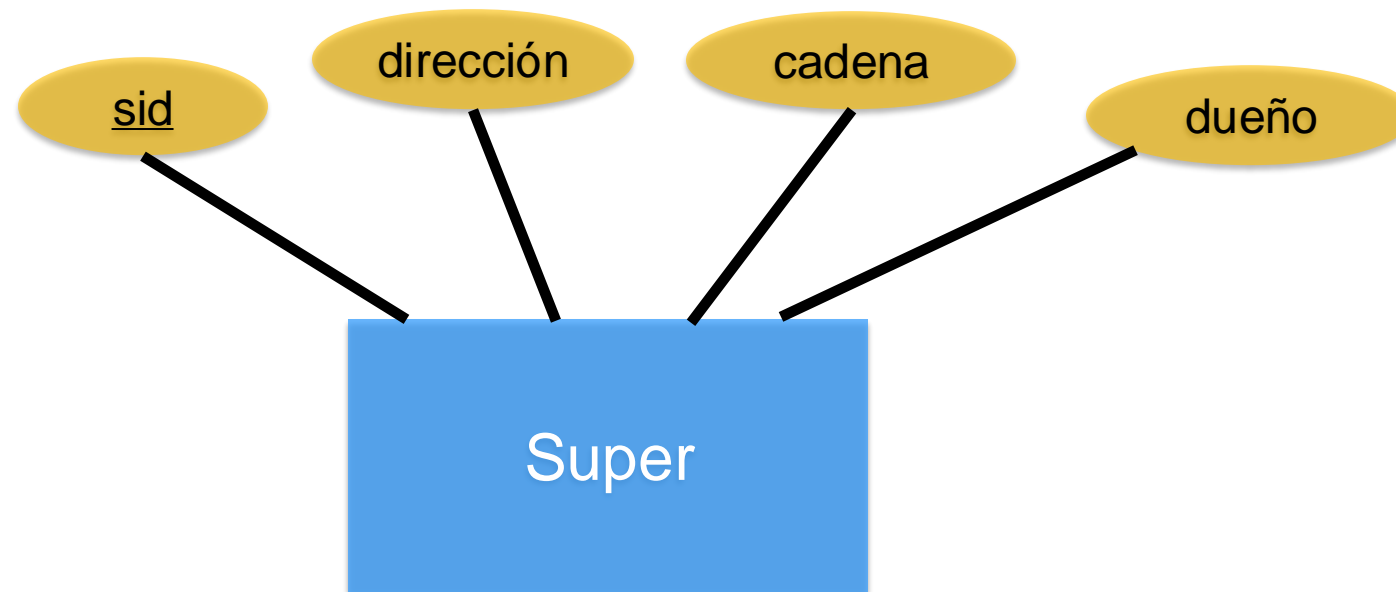 sid
dirección
cadena
dueño
Super